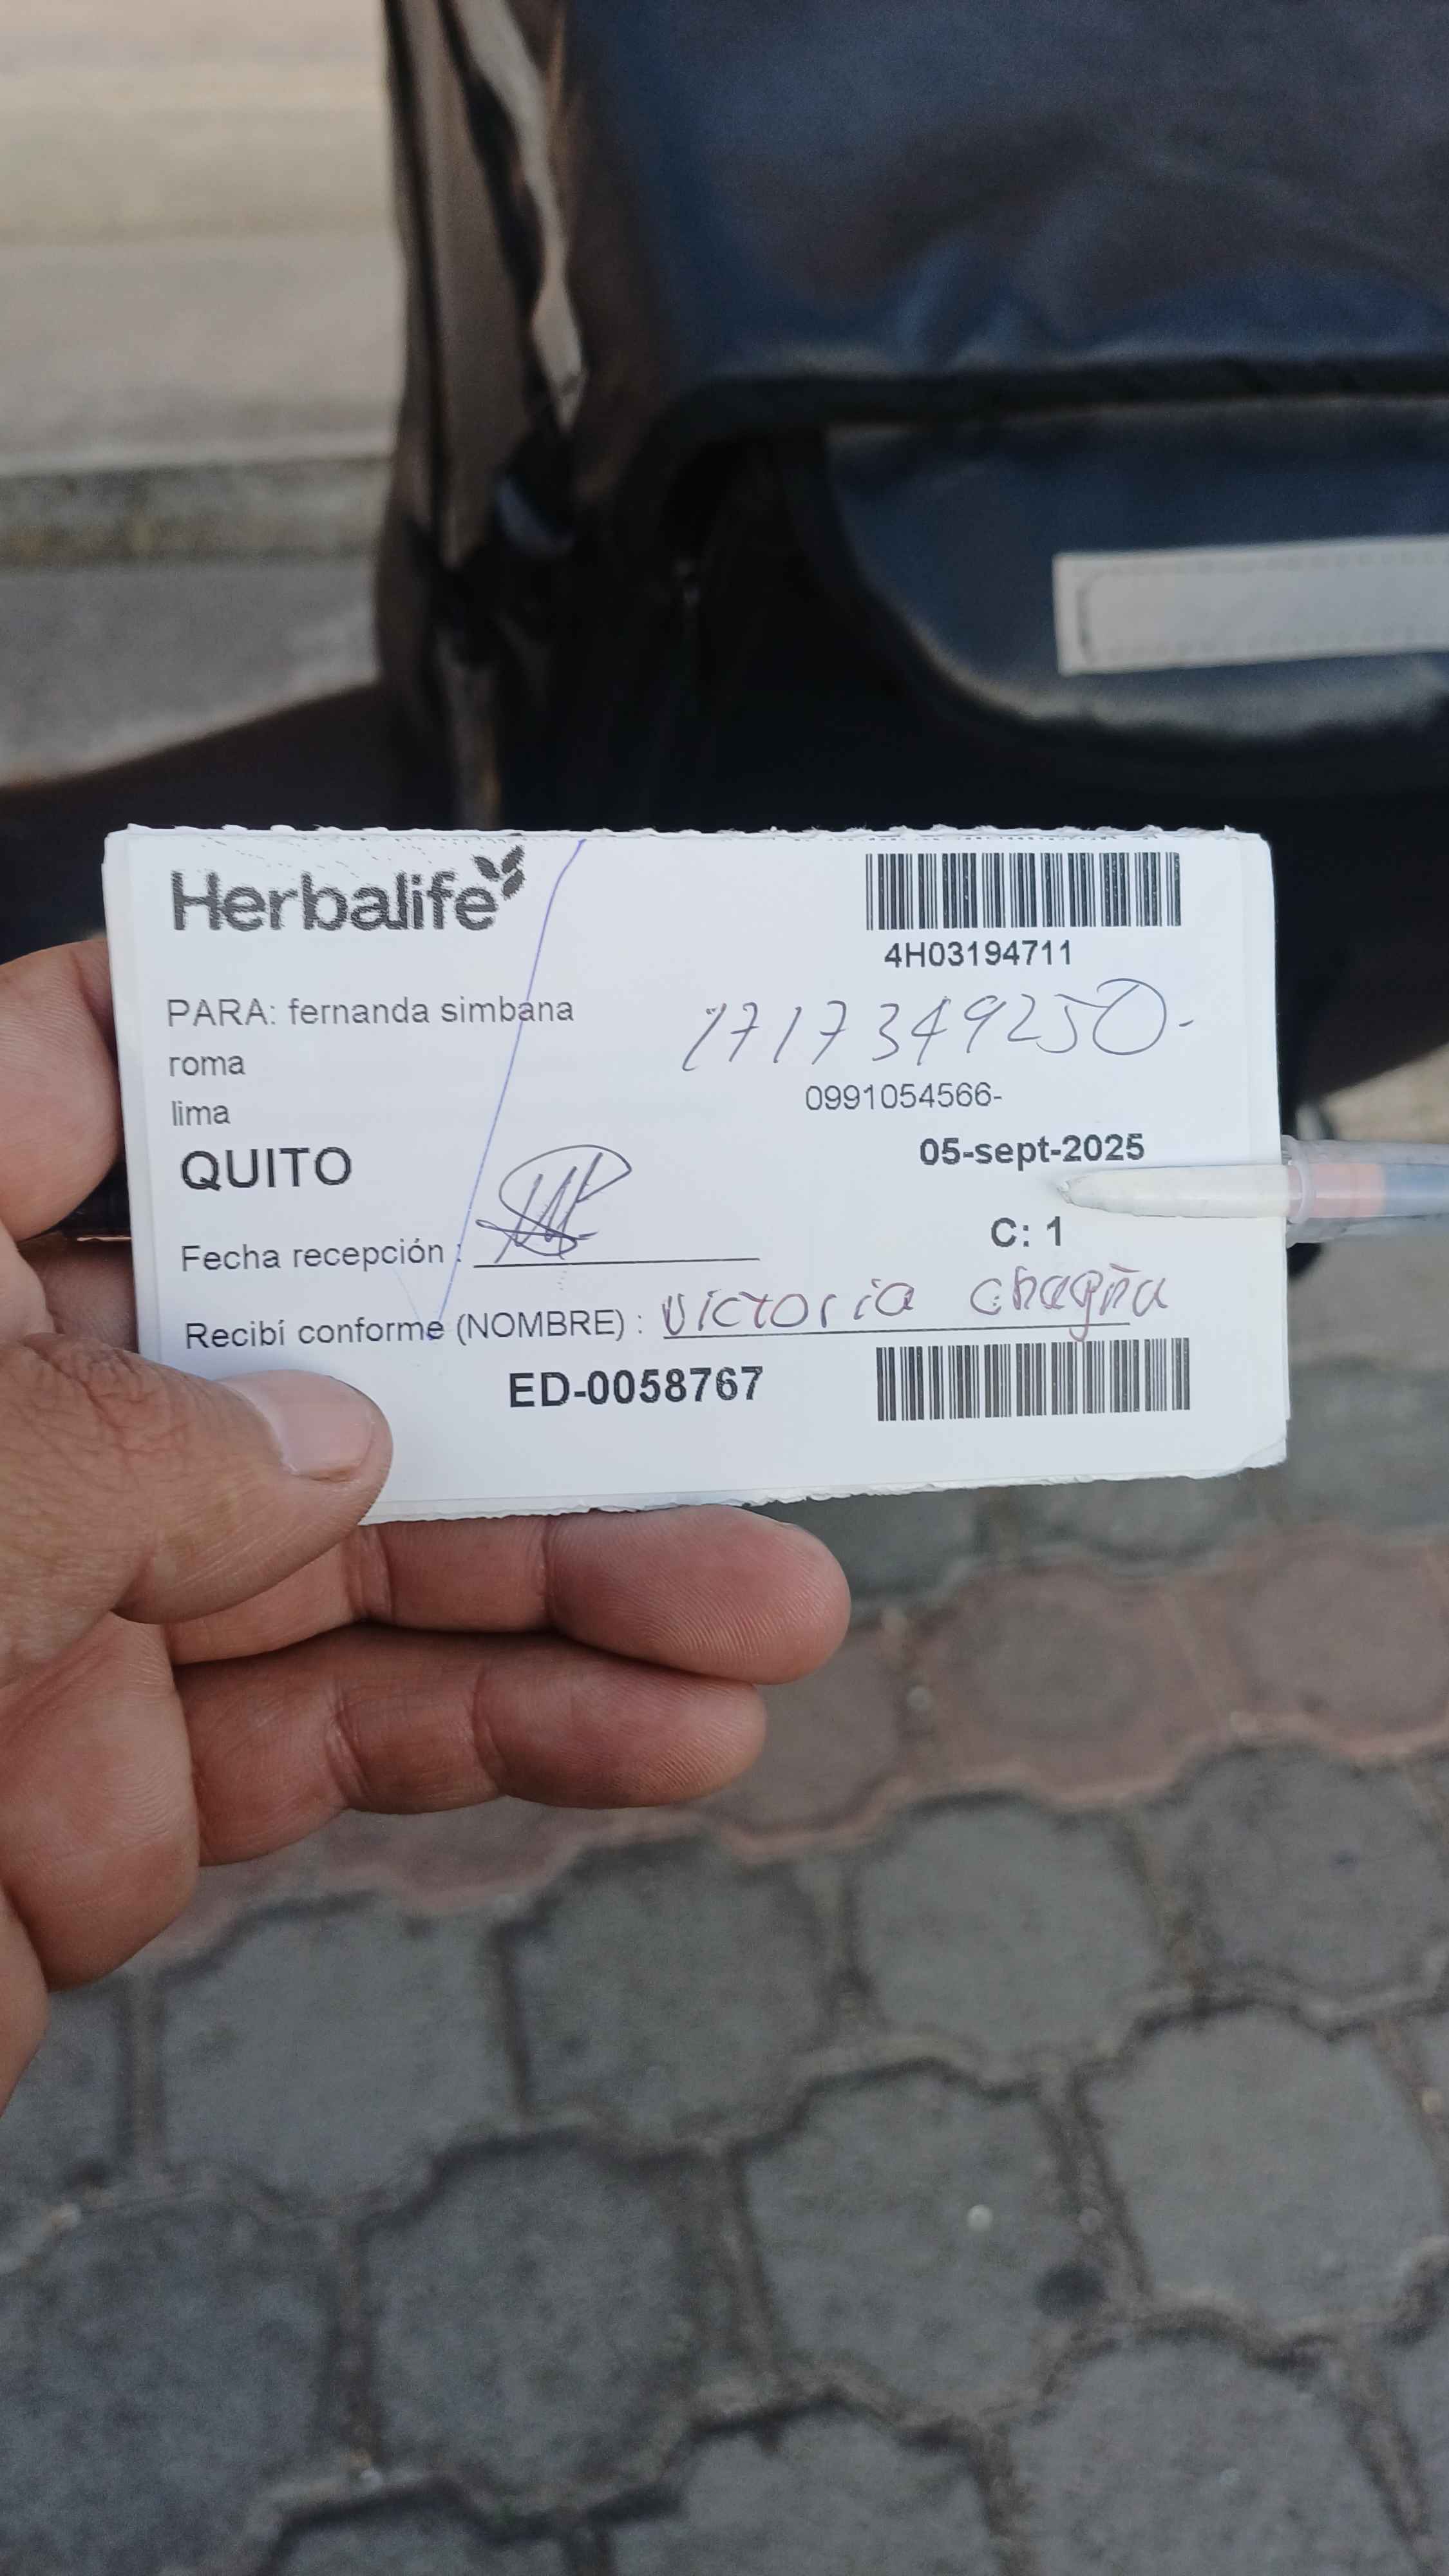 Herbalife
4H03194711
PARA: fernanda simbana
1717349250-
roma
0991054566-
lima
QUITO
05-sept-2025
C: 1
Fecha recepción :
Recibí conforme (NOMBRE) : Victoria chagña
ED-0058767